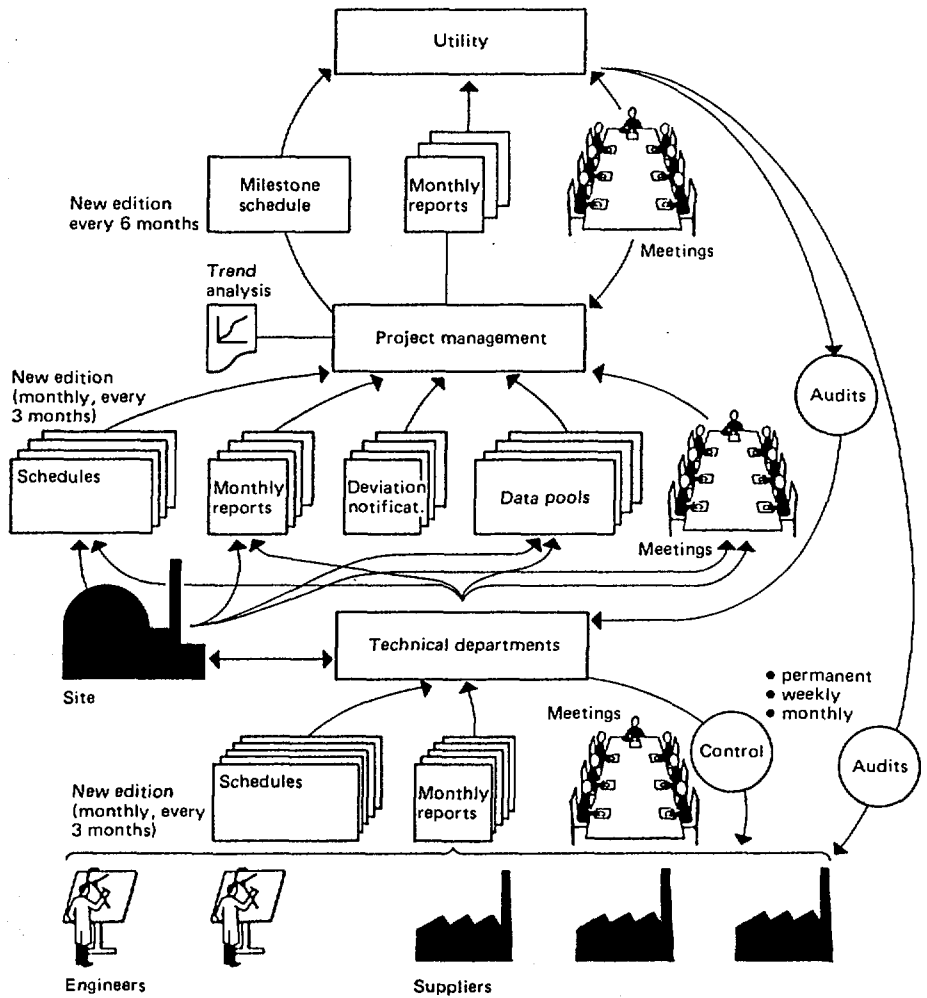 Utility
Milestone
schedule
Monthly
reports
New edition
every 6 months
Meetings
Trend
analysis
Project management
New edition
(monthly, every
3 months)
Audits
Schedules
Monthly
reports
Deviation
notificat.
Data pools
Meetings
Technical departments
Site
• permanent
• weekly
• monthly
Meetings
Control
Audits
Schedules
Monthly
reports
New edition
(monthly, every
3 months)
Engineers
Suppliers